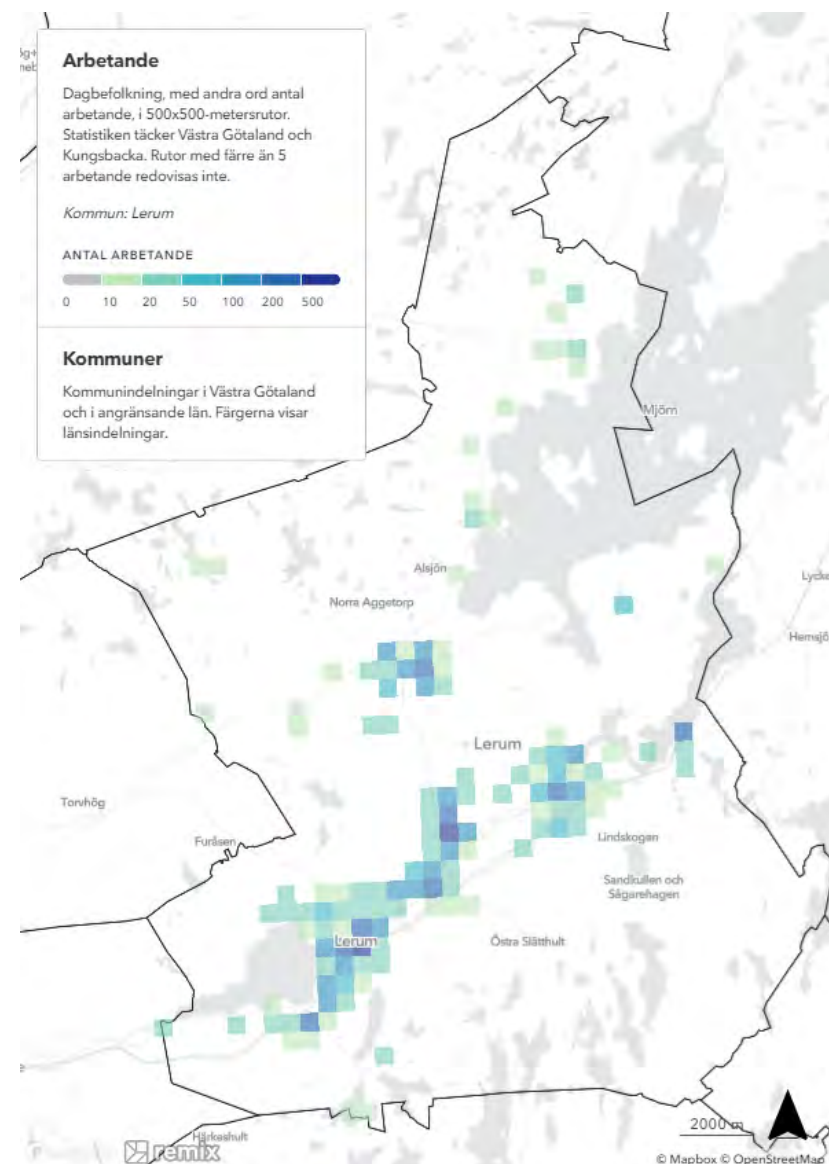 Arbetande
Dagbefolkning, med andra ord antal
arbetande, i 500x500-metersrutor.
Statistiken täcker Västra Götaland och
Kungsbacka. Rutor med färre än 5
arbetande redovisas inte.
Kommun: Lerum
ANTAL ARBETANDE
0 10 20 50 100 200 500
Kommuner
Kommunindelningar i Västra Götaland
och i angränsande län. Färgerna visar
länsindelningar.
Mjörn
Alsjön
Norra Aggetorp
Hemsjö
Lerum
Torvhög
Furåsen
Lindskogen
Sandkullen och
Sågarehagen
Lerum
Östra Slätthult
2000 m
Härkeshult
remix
© Mapbox © OpenStreetMap